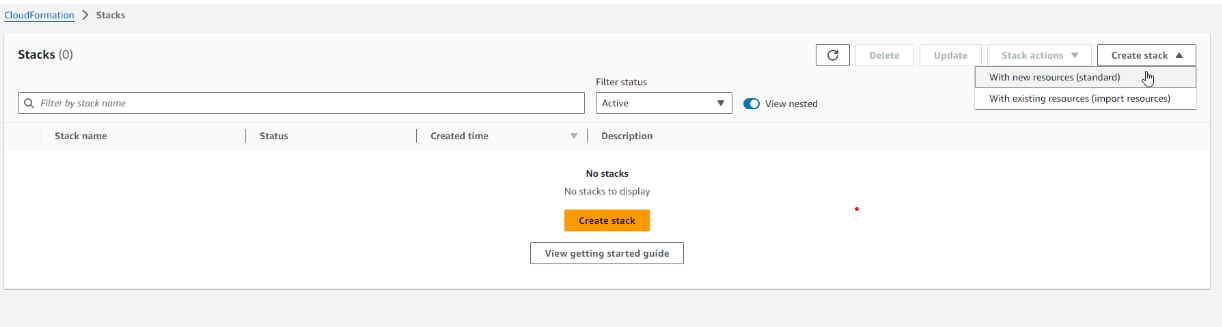 CloudFormation > Stacks
Stacks (0)
Delete
Update
Stack actions
Create stack
With new resources (standard)
With existing resources (import resources)
Filter status
Filter by stack name
Active
View nested
Stack name
Status
Created time
Description
No stacks
No stacks to display
Create stack
View getting started guide